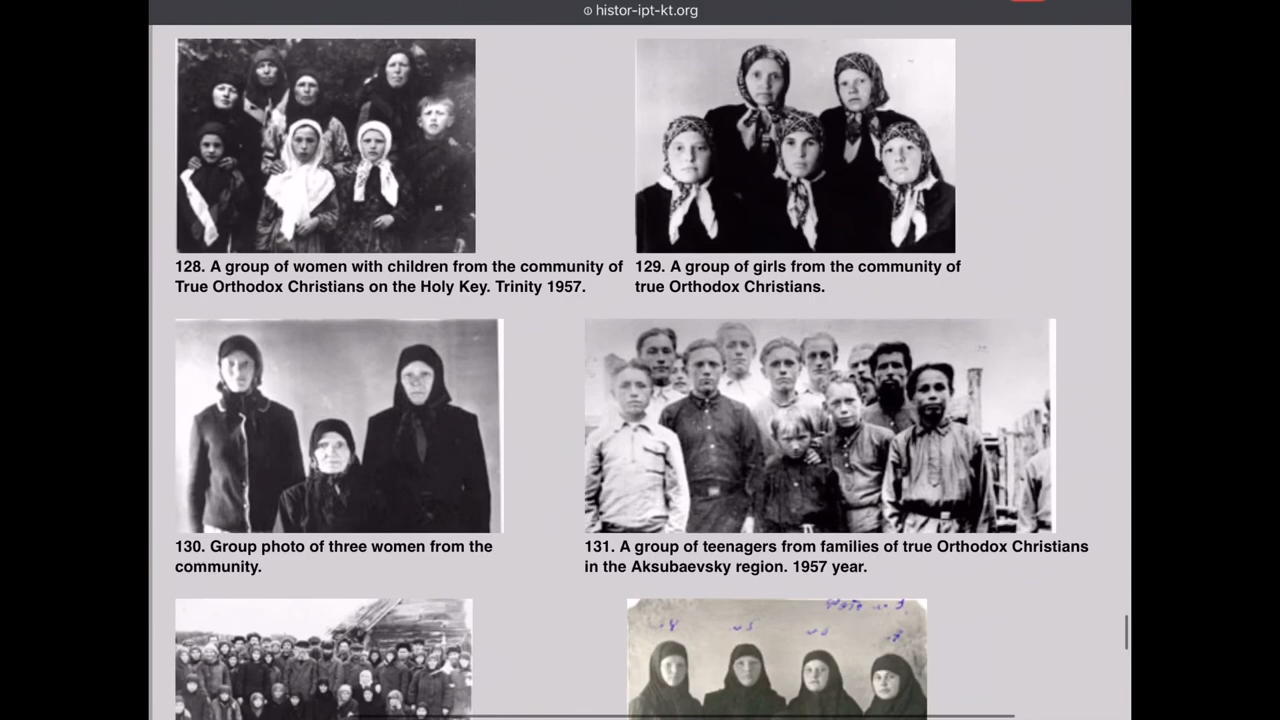 histor-ipt-kt.org
128. A group of women with children from the community of
True Orthodox Christians on the Holy Key. Trinity 1957.
129. A group of girls from the community of
true Orthodox Christians.
130. Group photo of three women from the
community.
131. A group of teenagers from families of true Orthodox Christians
in the Aksubaevsky region. 1957 year.